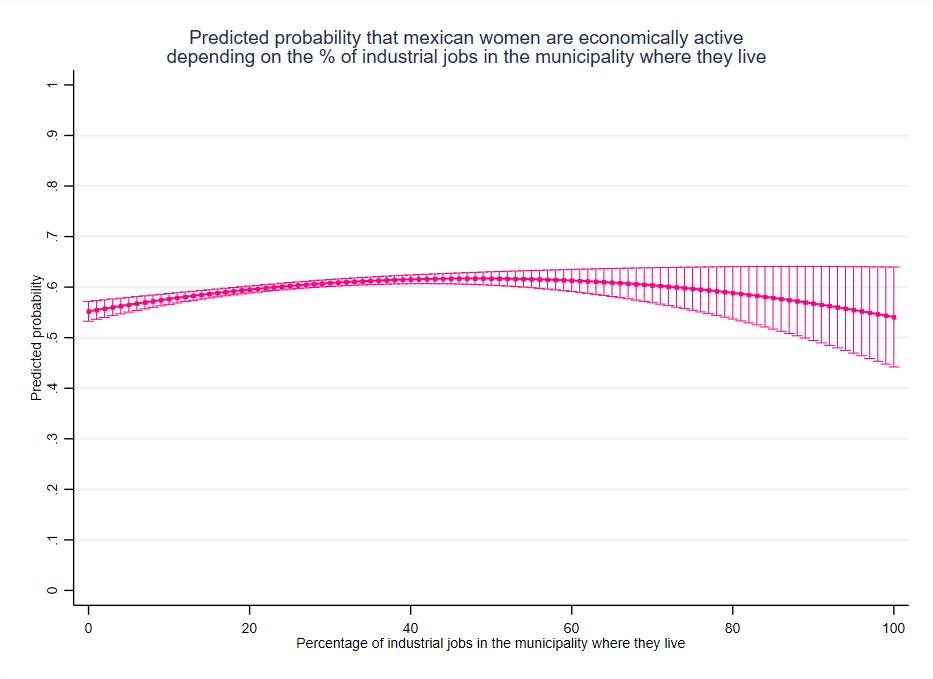 Predicted probability that mexican women are economically active
depending on the % of industrial jobs in the municipality where they live
Predicted probability
1
.9
.8
.7
.6
.5
.4
.3
.2
.1
0
0 20 40 60 80 100
Percentage of industrial jobs in the municipality where they live